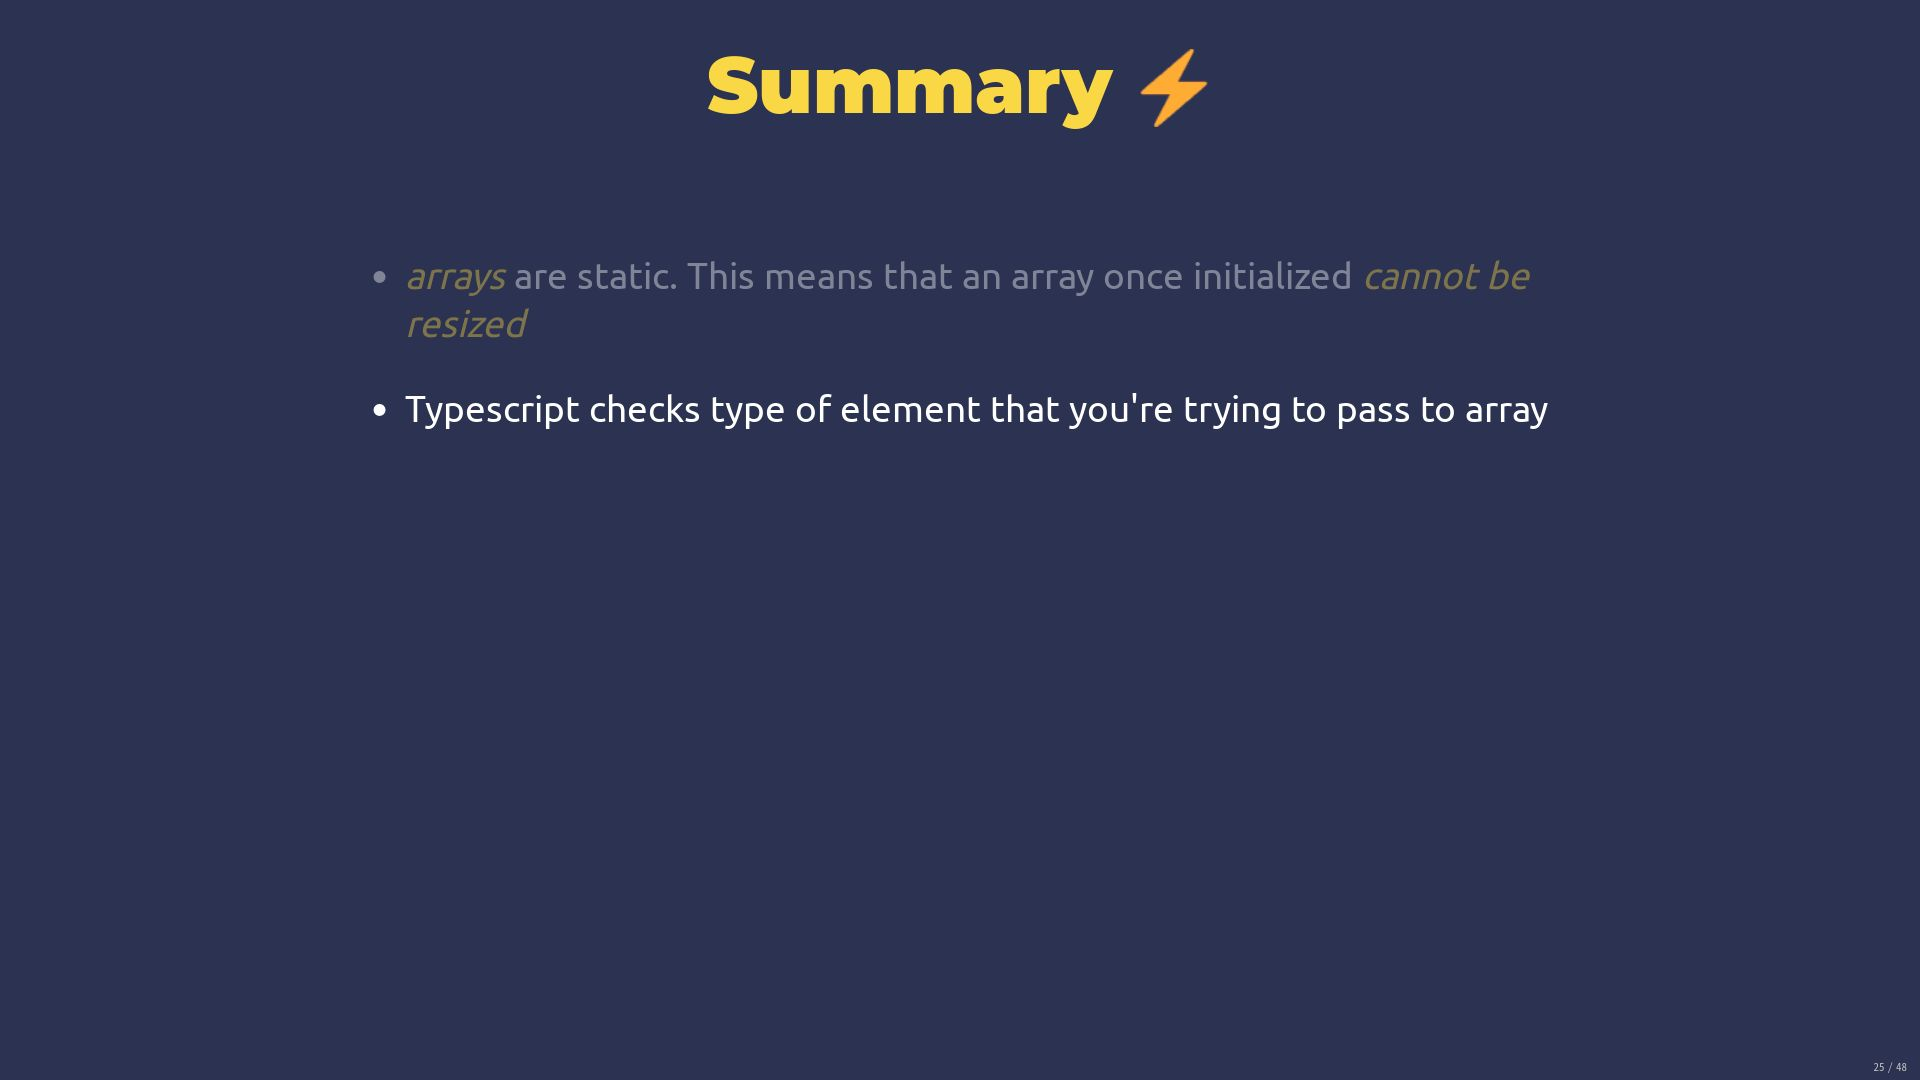 Summary ⚡
• arrays are static. This means that an array once initialized cannot be
resized
• Typescript checks type of element that you're trying to pass to array
25 / 48